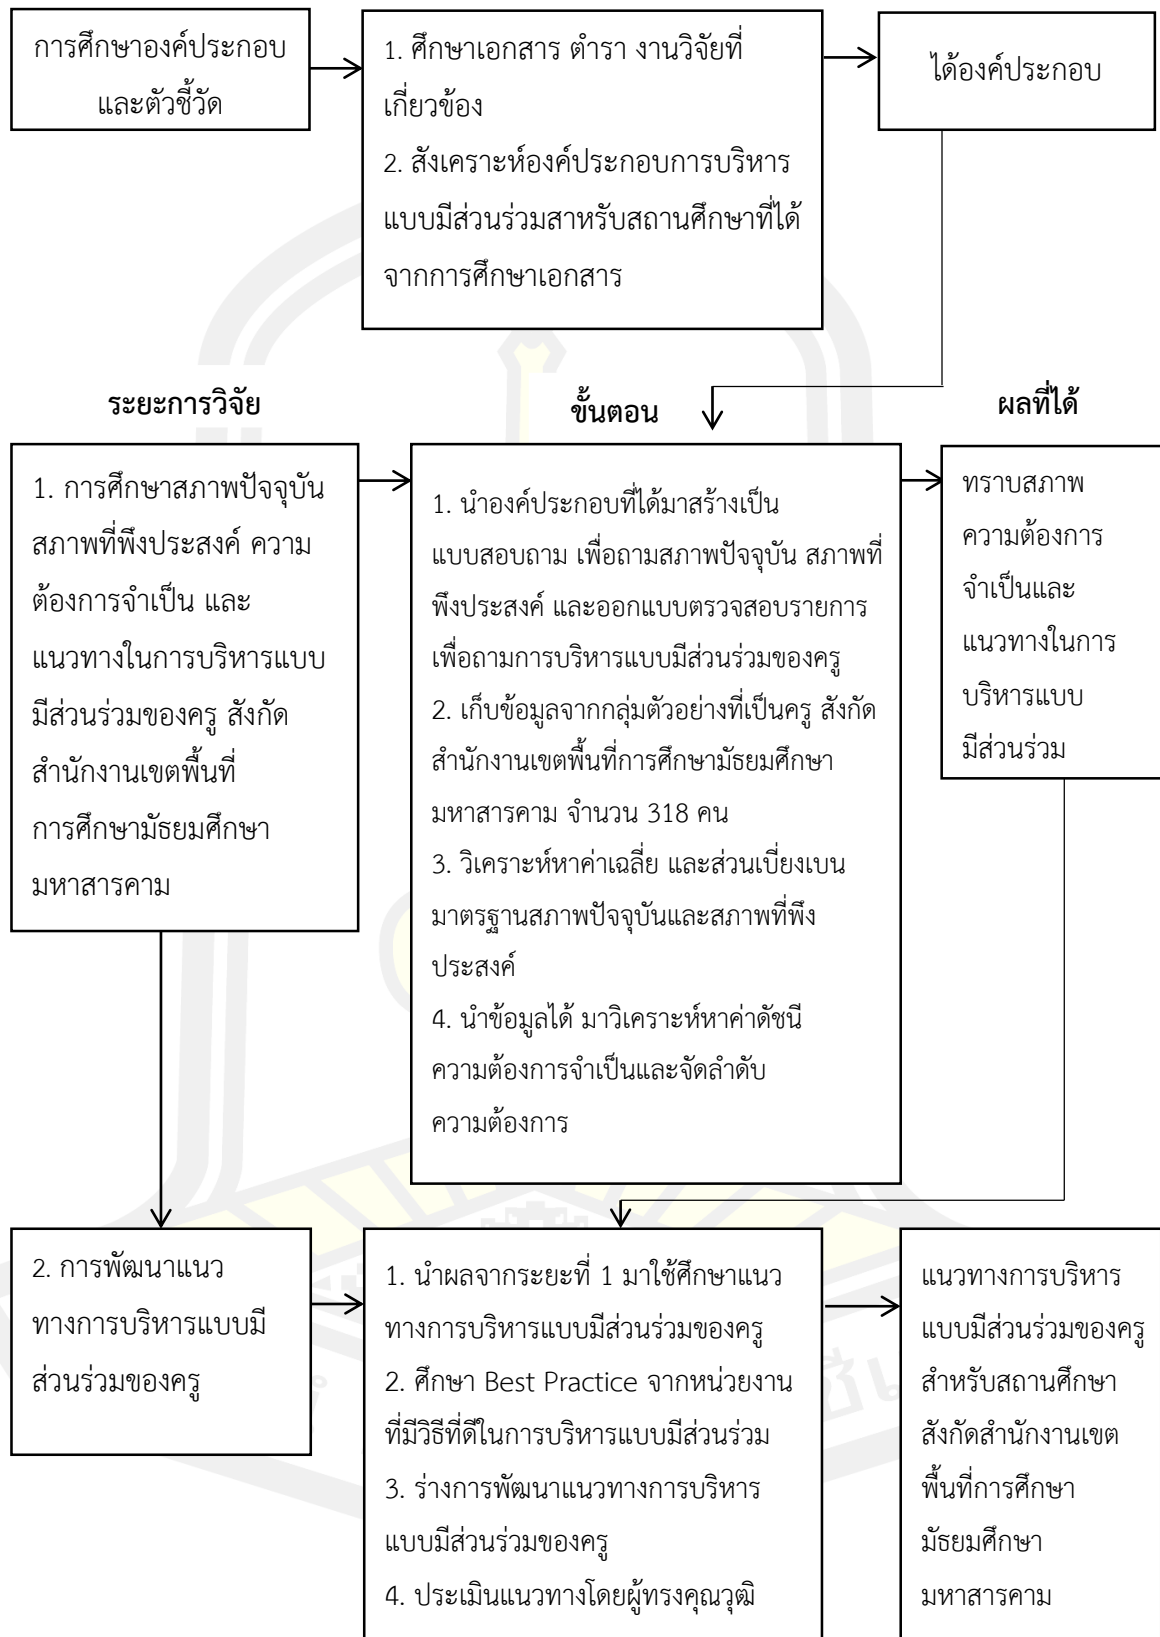 การศึกษาองค์ประกอบ
และตัวชี้วัด
1. ศึกษาเอกสาร ตำรา งานวิจัยที่
เกี่ยวข้อง
2. สังเคราะห์องค์ประกอบการบริหาร
แบบมีส่วนร่วมสาหรับสถานศึกษาที่ได้
จากการศึกษาเอกสาร
ได้องค์ประกอบ
ระยะการวิจัย
ขั้นตอน
ผลที่ได้
1. การศึกษาสภาพปัจจุบัน
สภาพที่พึงประสงค์ ความ
ต้องการจำเป็น และ
แนวทางในการบริหารแบบ
มีส่วนร่วมของครู สังกัด
สำนักงานเขตพื้นที่
การศึกษามัธยมศึกษา
มหาสารคาม
1. นำองค์ประกอบที่ได้มาสร้างเป็น
แบบสอบถาม เพื่อถามสภาพปัจจุบัน สภาพที่
พึงประสงค์ และออกแบบตรวจสอบรายการ
เพื่อถามการบริหารแบบมีส่วนร่วมของครู
2. เก็บข้อมูลจากกลุ่มตัวอย่างที่เป็นครู สังกัด
สำนักงานเขตพื้นที่การศึกษามัธยมศึกษา
มหาสารคาม จำนวน 318 คน
3. วิเคราะห์หาค่าเฉลี่ย และส่วนเบี่ยงเบน
มาตรฐานสภาพปัจจุบันและสภาพที่พึง
ประสงค์
4. นำข้อมูลได้ มาวิเคราะห์หาค่าดัชนี
ความต้องการจำเป็นและจัดลำดับ
ความต้องการ
ทราบสภาพ
ความต้องการ
จำเป็นและ
แนวทางในการ
บริหารแบบ
มีส่วนร่วม
2. การพัฒนาแนว
ทางการบริหารแบบมี
ส่วนร่วมของครู
1. นำผลจากระยะที่ 1 มาใช้ศึกษาแนว
ทางการบริหารแบบมีส่วนร่วมของครู
2. ศึกษา Best Practice จากหน่วยงาน
ที่มีวิธีที่ดีในการบริหารแบบมีส่วนร่วม
3. ร่างการพัฒนาแนวทางการบริหาร
แบบมีส่วนร่วมของครู
4. ประเมินแนวทางโดยผู้ทรงคุณวุฒิ
แนวทางการบริหาร
แบบมีส่วนร่วมของครู
สำหรับสถานศึกษา
สังกัดสำนักงานเขต
พื้นที่การศึกษา
มัธยมศึกษา
มหาสารคาม